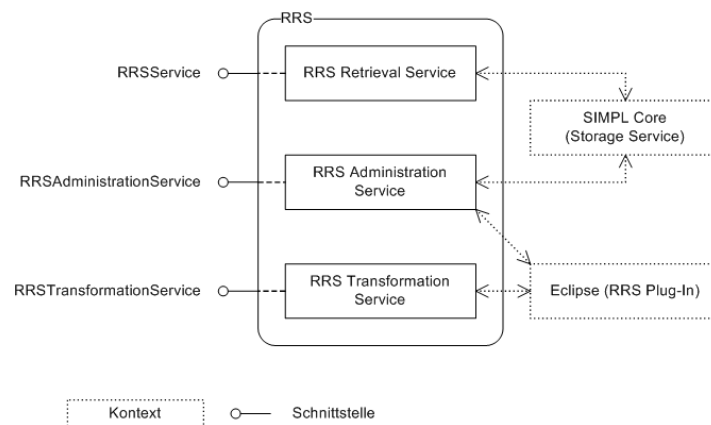 RRS
RRSService
RRS Retrieval Service
SIMPL Core
(Storage Service)
RRSAdministrationService
RRS Administration
Service
RRSTransformationService
RRS Transformation
Service
Eclipse (RRS Plug-In)
Kontext
Schnittstelle